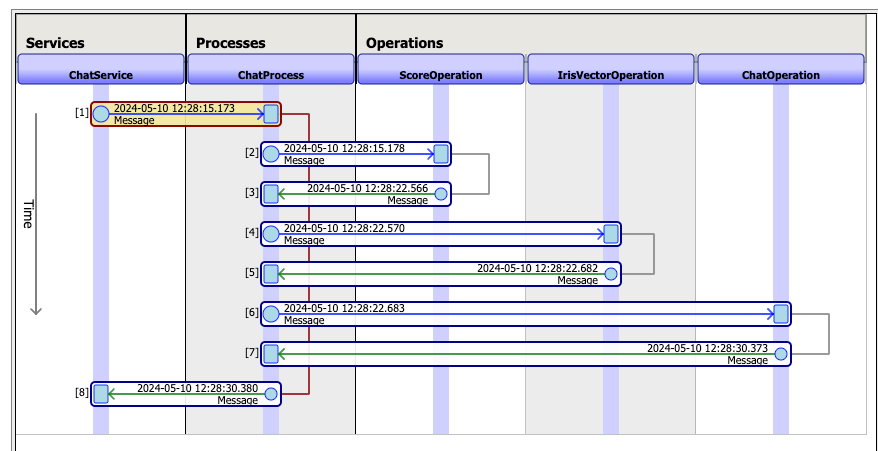 Services Processes Operations
ChatService ChatProcess ScoreOperation IrisVectorOperation ChatOperation
[1] 2024-05-10 12:28:15.173
Message
[2] 2024-05-10 12:28:15.178
Message
[3] 2024-05-10 12:28:22.566
Message
Time
[4] 2024-05-10 12:28:22.570
Message
[5] 2024-05-10 12:28:22.682
Message
[6] 2024-05-10 12:28:22.683
Message
[7] 2024-05-10 12:28:30.373
Message
[8] 2024-05-10 12:28:30.380
Message